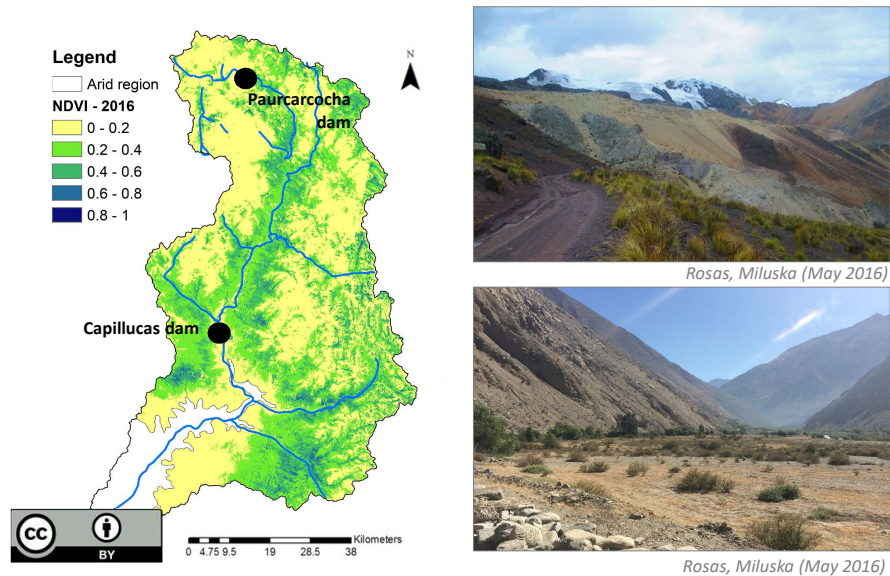 Legend
Arid region
NDVI - 2016
0 - 0.2
0.2 - 0.4
0.4 - 0.6
0.6 - 0.8
0.8 - 1
N
Paurcarcocha
dam
Capillucas dam
cc
BY
Kilometers
0 4.75 9.5 19 28.5 38
Rosas, Miluska (May 2016)
Rosas, Miluska (May 2016)